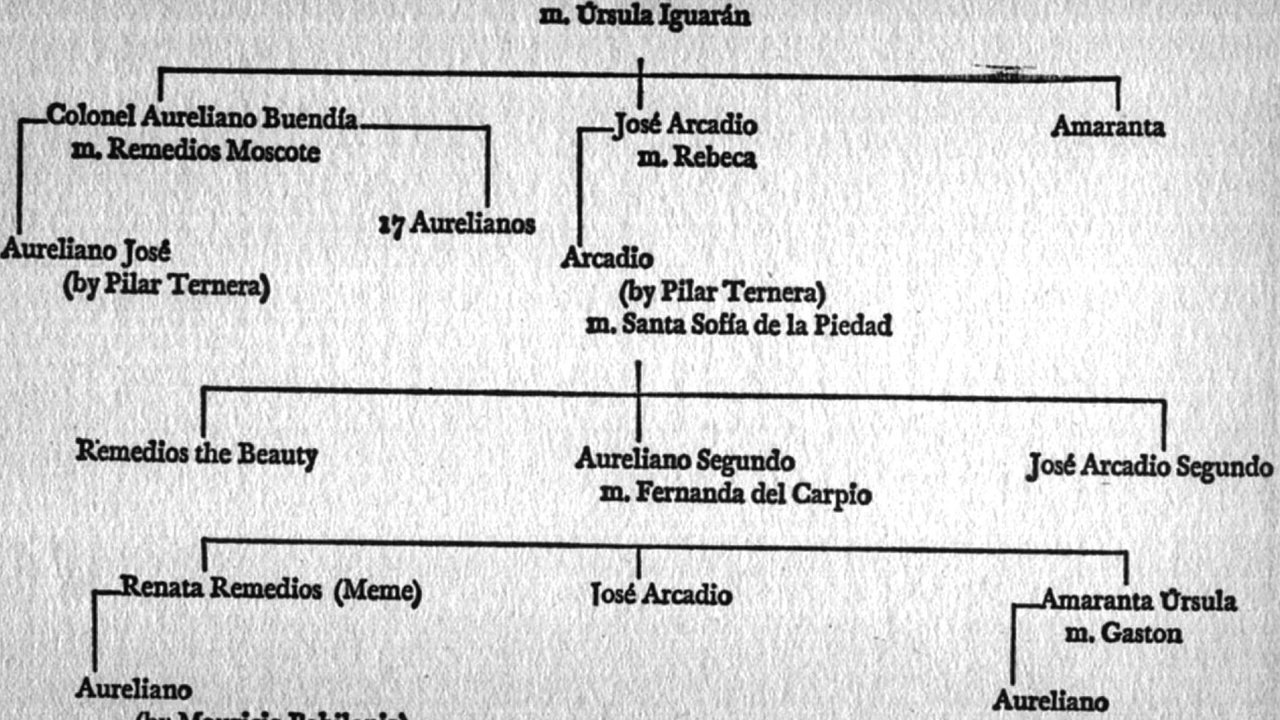 m. Úrsula Iguarán
Colonel Aureliano Buendía
m. Remedios Moscote
José Arcadio
m. Rebeca
Amaranta
17 Aurelianos
Aureliano José
(by Pilar Ternera)
Arcadio
(by Pilar Ternera)
m. Santa Sofía de la Piedad
Remedios the Beauty
Aureliano Segundo
m. Fernanda del Carpio
José Arcadio Segundo
Renata Remedios (Meme)
José Arcadio
Amaranta Úrsula
m. Gaston
Aureliano
(by Mauricio
Aureliano